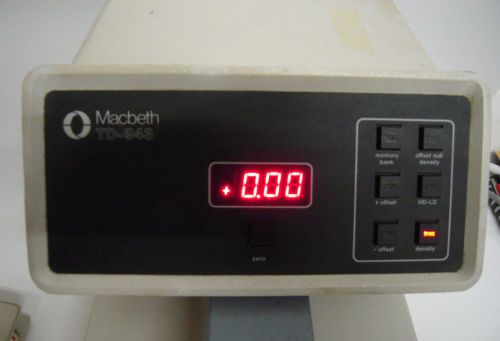 Macbeth
TD-943
+ 0.00
zero
memory bank
offset null density
+ offset
HD-LD
- offset
density